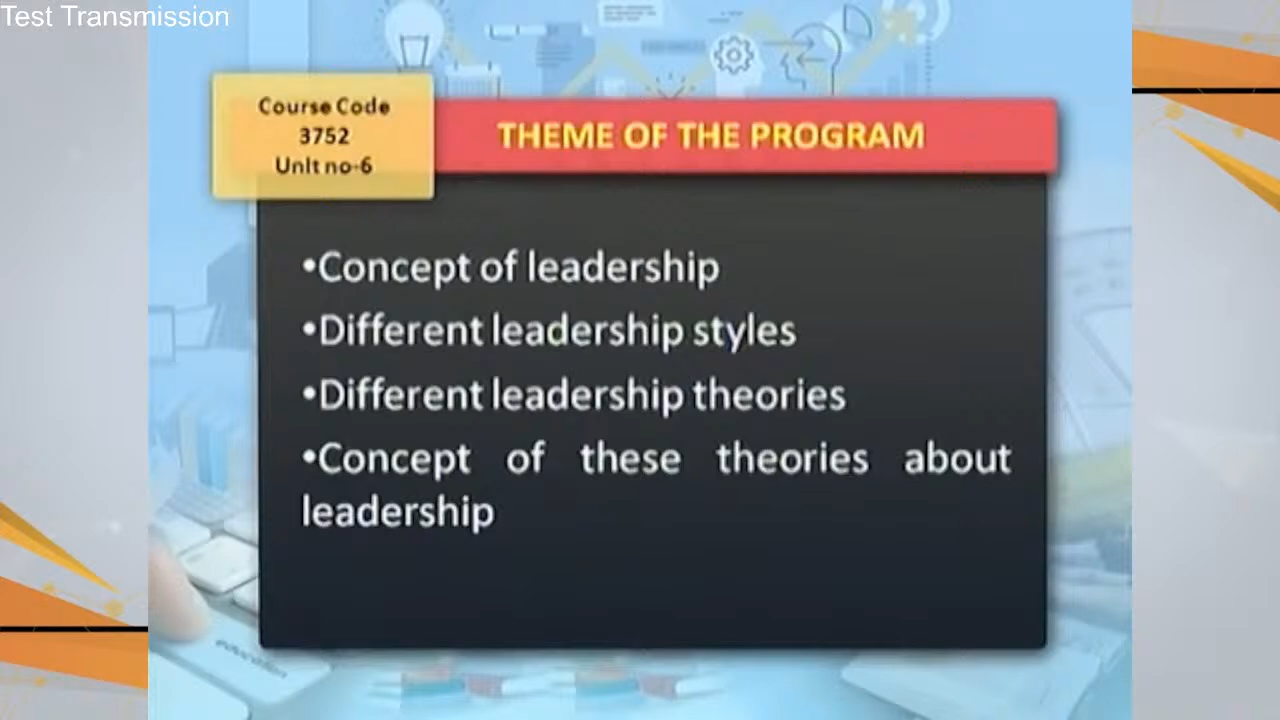 Test Transmission
Course Code
3752
Unit no-6
THEME OF THE PROGRAM
•Concept of leadership
•Different leadership styles
•Different leadership theories
•Concept of these theories about
leadership
education